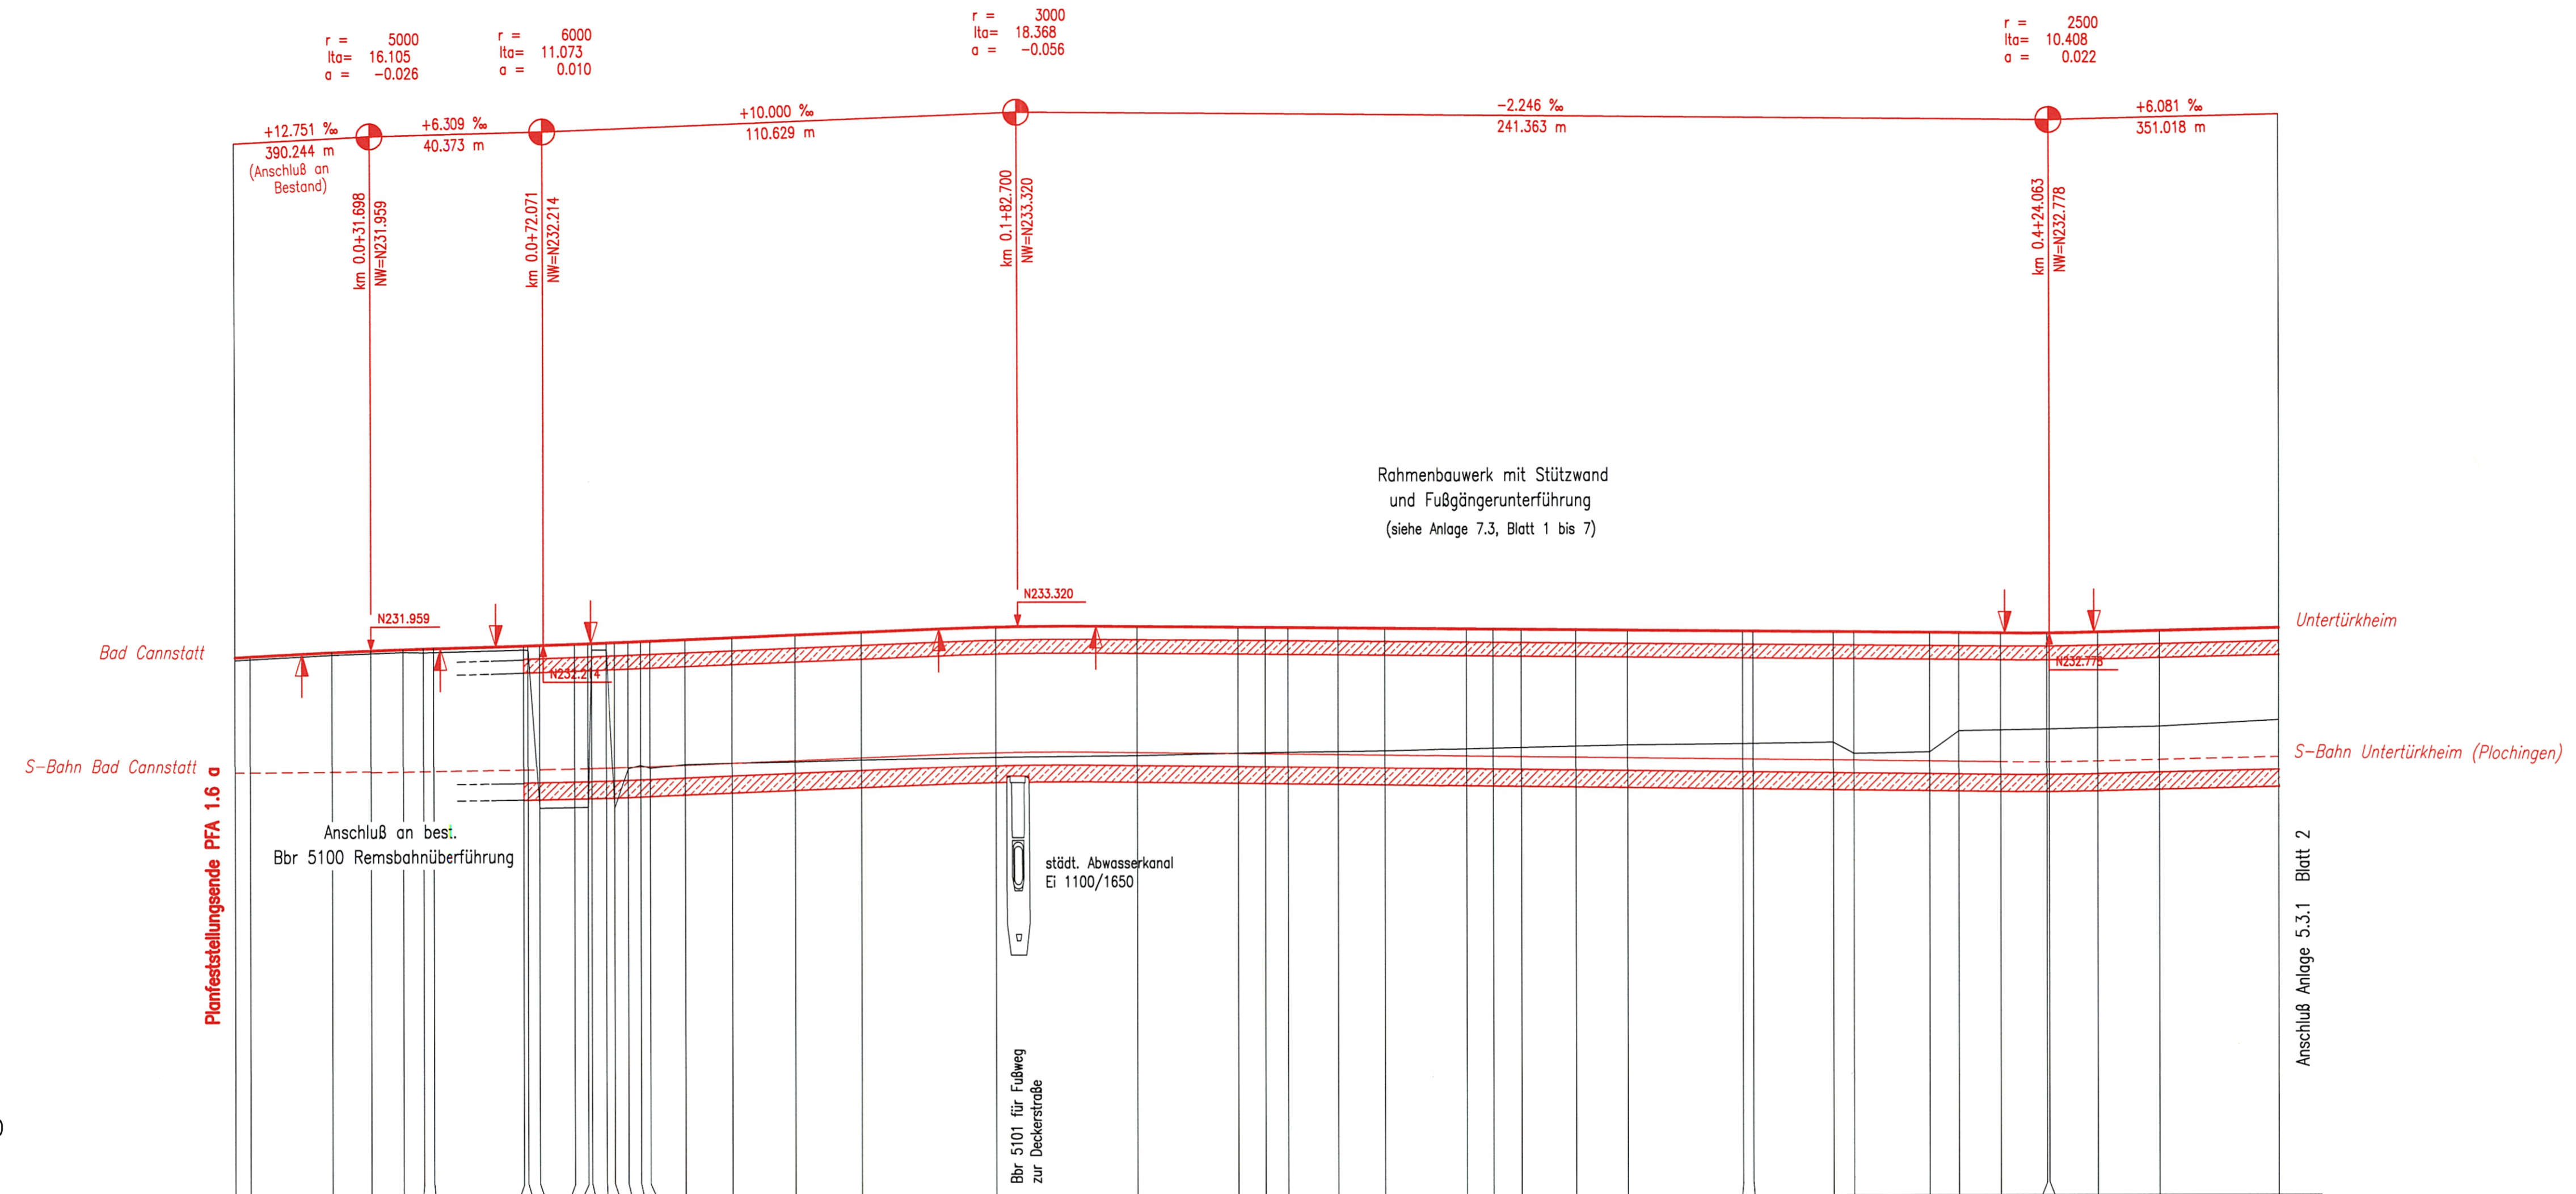 r = 5000
lta= 16.105
a = -0.026
r = 6000
lta= 11.073
a = 0.010
r = 3000
lta= 18.368
a = -0.056
r = 2500
lta= 10.408
a = 0.022
+12.751 ‰
390.244 m
(Anschluß an
Bestand)
+6.309 ‰
40.373 m
+10.000 ‰
110.629 m
-2.246 ‰
241.363 m
+6.081 ‰
351.018 m
km 0.0+31.698
NW=N231.959
km 0.0+72.071
NW=N232.214
km 0.1+82.700
NW=N233.320
km 0.4+24.063
NW=N232.778
Rahmenbauwerk mit Stützwand
und Fußgängerunterführung
(siehe Anlage 7.3, Blatt 1 bis 7)
N231.959
N233.320
Untertürkheim
Bad Cannstatt
N232.214
N232.778
S-Bahn Bad Cannstatt
S-Bahn Untertürkheim (Plochingen)
Planfeststellungsende PFA 1.6 a
Anschluß an best.
Bbr 5100 Remsbahnüberführung
städt. Abwasserkanal
Ei 1100/1650
Bbr 5101 für Fußweg
zur Deckerstraße
Anschluß Anlage 5.3.1 Blatt 2